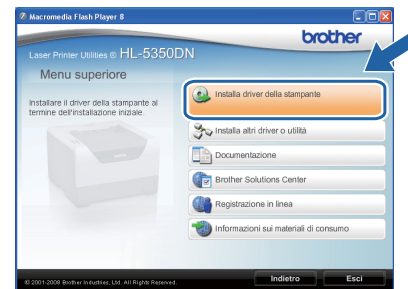 Macromedia Flash Player 8
brother
Laser Printer Utilities ® HL-5350DN
Menu superiore
Installare il driver della stampante al
termine dell'installazione iniziale.
Installa driver della stampante
Installa altri driver o utilità
Documentazione
Brother Solutions Center
Registrazione in linea
Informazioni sui materiali di consumo
© 2001-2008 Brother Industries, Ltd. All Rights Reserved.
Indietro
Esci